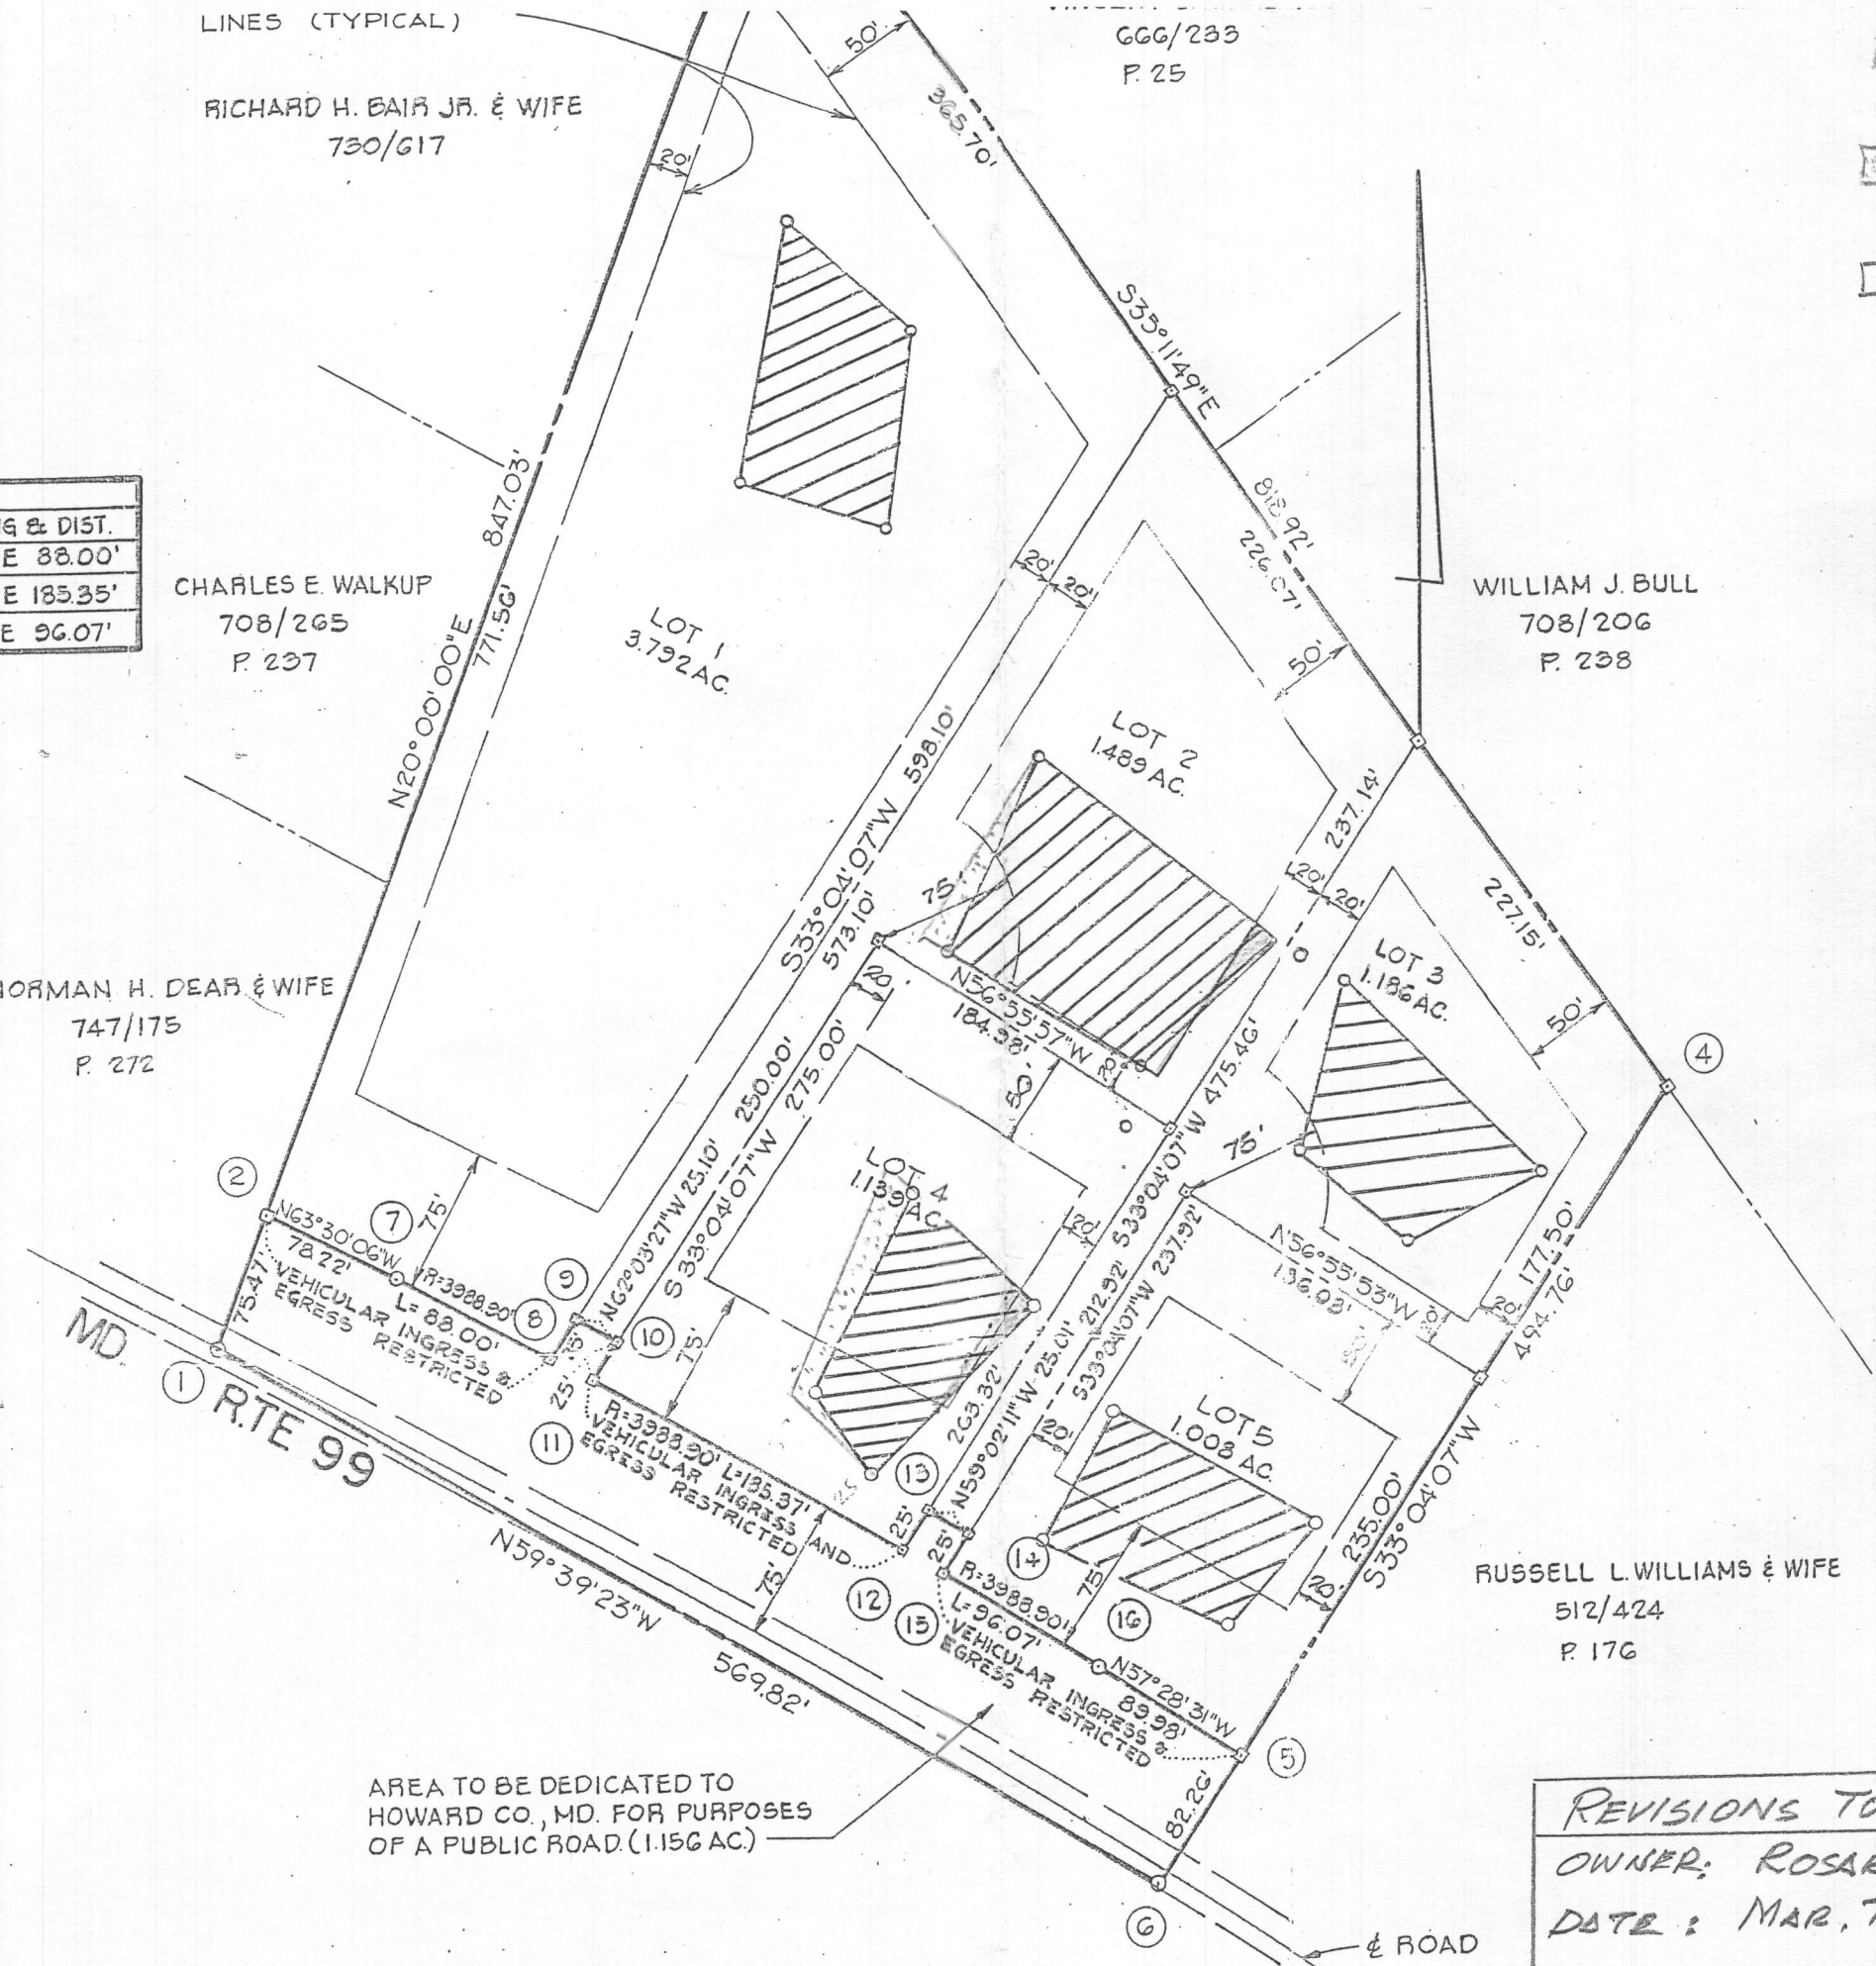 LINES (TYPICAL)
666/233
P. 25
RICHARD H. BAIR JR. & WIFE
730/617
50'
365.70'
20'
S35°11'49"E
818.92'
226.07'
847.03'
771.56'
N20°00'00"E
G & DIST.
E 88.00'
E 185.35'
E 96.07'
CHARLES E. WALKUP
708/265
P. 237
LOT 1
3.792 AC.
20'
20'
WILLIAM J. BULL
708/206
P. 238
50'
S33°04'07"W 598.10'
573.10'
LOT 2
1.489 AC.
237.14'
20'
20'
227.15'
75'
20'
N56°55'57"W
184.98'
20'
LOT 3
1.186 AC.
50'
NORMAN H. DEAR & WIFE
747/175
P. 272
250.00'
S 33°04'07"W 275.00'
50'
S33°04'07"W 475.46'
75'
4
LOT 4
1.139 AC.
20'
212.92'
S33°04'07"W 237.92'
N56°55'53"W
136.03'
20'
177.50'
20'
494.76'
2
N63°30'06"W
78.22'
7
75'
R=3988.90'
L= 88.00'
8
9
N62°03'27"W 25.10'
25'
10
75.47'
VEHICULAR INGRESS &
EGRESS RESTRICTED
MD. RTE 99
1
25'
11
75'
R=3988.90' L=185.37'
VEHICULAR INGRESS AND
EGRESS RESTRICTED
25
263.32'
13
N59°02'11"W 25.01'
20'
50'
LOT 5
1.008 AC.
235.00'
S33°04'07"W
20'
25'
25'
12
14
15
R=3988.90'
L=96.07'
75'
16
VEHICULAR INGRESS &
EGRESS RESTRICTED
N57°28'31"W
89.98'
5
75'
N59°39'23"W
569.82'
RUSSELL L. WILLIAMS & WIFE
512/424
P. 176
AREA TO BE DEDICATED TO
HOWARD CO., MD. FOR PURPOSES
OF A PUBLIC ROAD. (1.156 AC.)
82.26'
6
℄ ROAD
REVISIONS TO
OWNER: ROSAR
DATE: MAR. 7